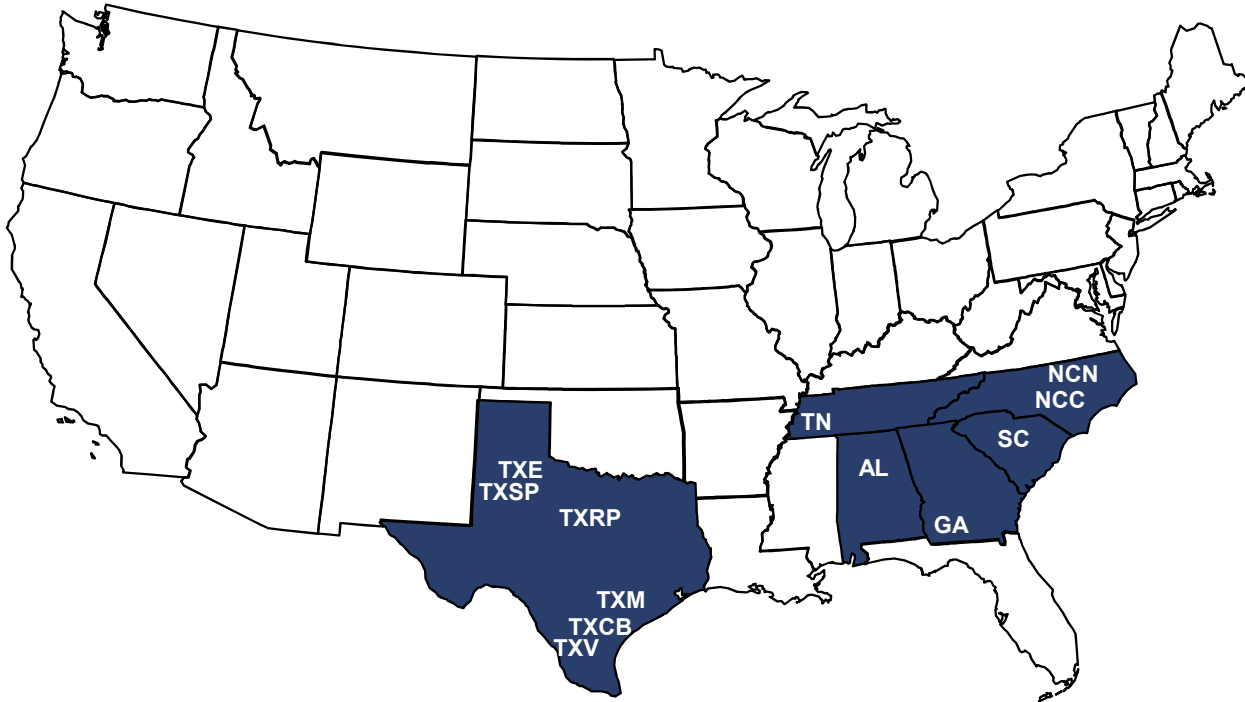 NCN
NCC
TN
SC
AL
TXE
TXSP
TXRP
GA
TXM
TXCB
TXV